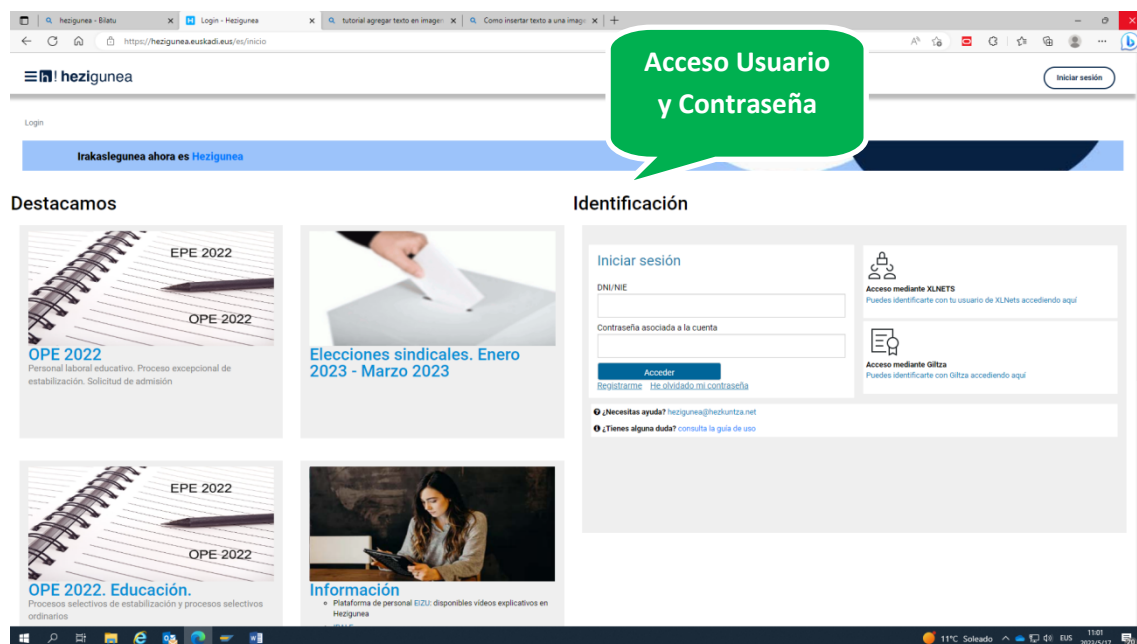 hezigunea - Bilatu
Login - Hezigunea
tutorial agregar texto en imagen
Como insertar texto a una image
https://hezigunea.euskadi.eus/es/inicio
h! hezigunea
Acceso Usuario
y Contraseña
Iniciar sesión
Login
Irakaslegunea ahora es Hezigunea
Destacamos
EPE 2022
OPE 2022
OPE 2022
Personal laboral educativo. Proceso excepcional de
estabilización. Solicitud de admisión
Elecciones sindicales. Enero
2023 - Marzo 2023
EPE 2022
OPE 2022
OPE 2022. Educación.
Procesos selectivos de estabilización y procesos selectivos
ordinarios
Información
Plataforma de personal EIZU: disponibles vídeos explicativos en
Hezigunea
Identificación
Iniciar sesión
DNI/NIE
Contraseña asociada a la cuenta
Acceder
Registrarme He olvidado mi contraseña
¿Necesitas ayuda? hezigunea@hezkuntza.net
¿Tienes alguna duda? consulta la guía de uso
Acceso mediante XLNETS
Puedes identificarte con tu usuario de XLNets accediendo aquí
Acceso mediante Giltza
Puedes identificarte con Giltza accediendo aquí
11°C Soleado
EUS
11:01
2023/5/17